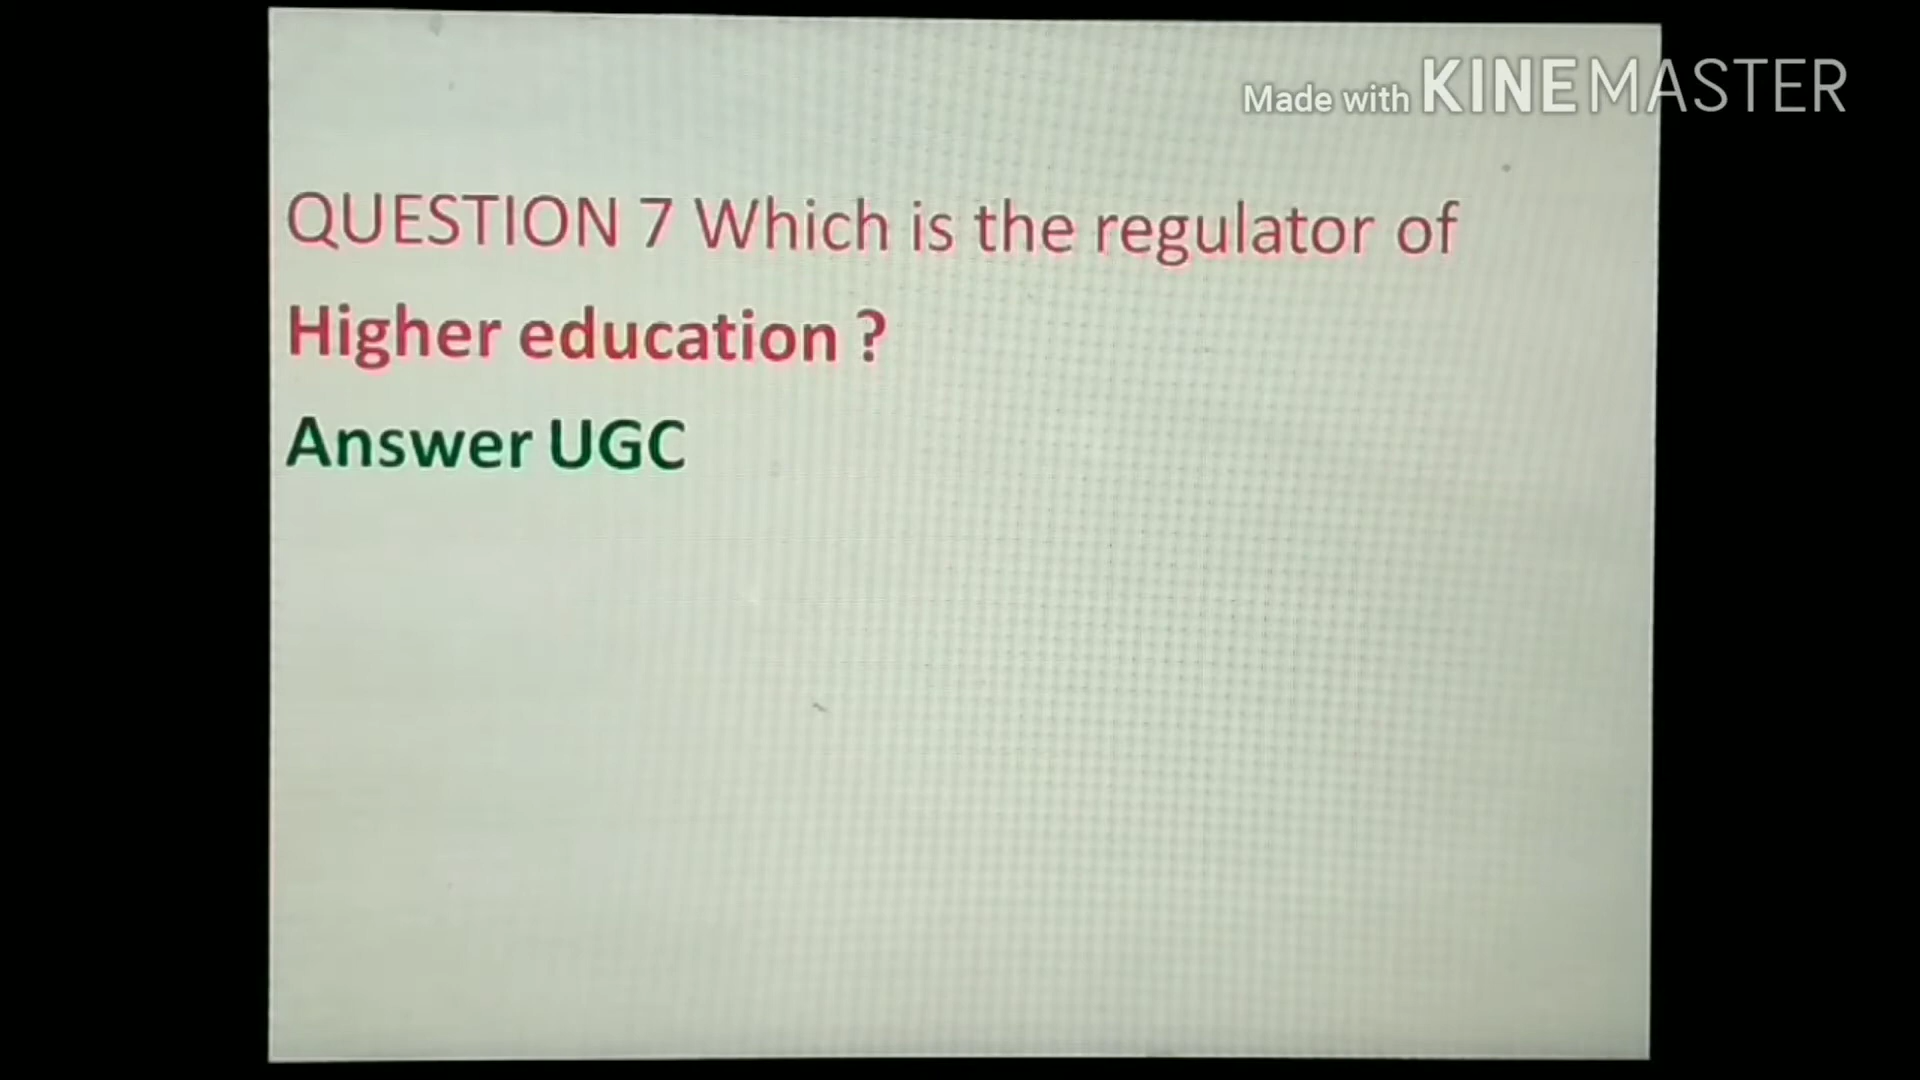 Made with KINEMASTER
QUESTION 7 Which is the regulator of
Higher education ?
Answer UGC